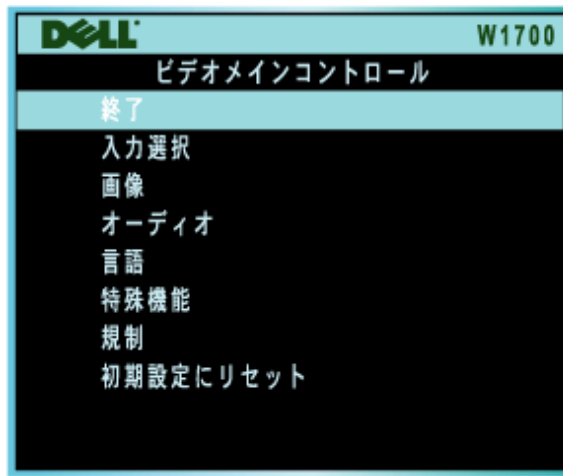 DELL W1700
ビデオメインコントロール
終了
入力選択
画像
オーディオ
言語
特殊機能
規制
初期設定にリセット